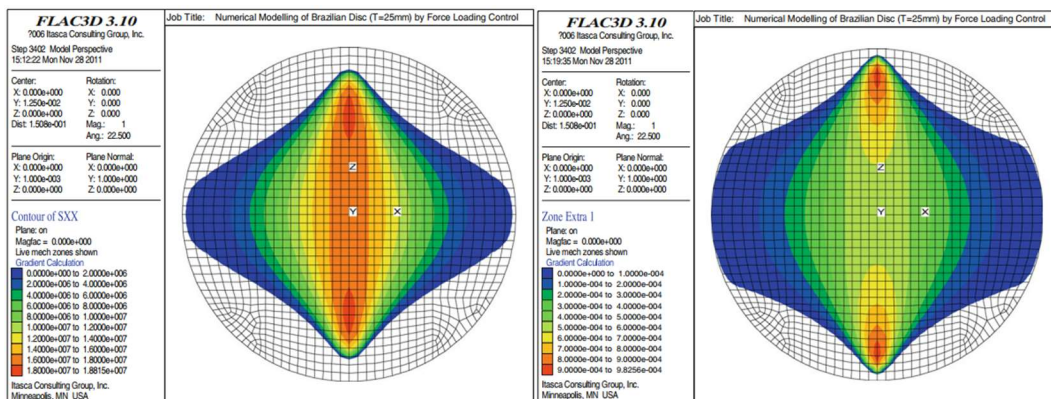 FLAC3D 3.10
?006 Itasca Consulting Group, Inc.
Step 3402 Model Perspective
15:12:22 Mon Nov 28 2011
Center:
X: 0.000e+000
Y: 1.250e-002
Z: 0.000e+000
Dist: 1.508e-001
Rotation:
X: 0.000
Y: 0.000
Z: 0.000
Mag.: 1
Ang.: 22.500
Plane Origin:
X: 0.000e+000
Y: 1.000e-003
Z: 0.000e+000
Plane Normal:
X: 0.000e+000
Y: 1.000e+000
Z: 0.000e+000
Contour of SXX
Plane: on
Magfac = 0.000e+000
Live mech zones shown
Gradient Calculation
0.0000e+000 to 2.0000e+006
2.0000e+006 to 4.0000e+006
4.0000e+006 to 6.0000e+006
6.0000e+006 to 8.0000e+006
8.0000e+006 to 1.0000e+007
1.0000e+007 to 1.2000e+007
1.2000e+007 to 1.4000e+007
1.4000e+007 to 1.6000e+007
1.6000e+007 to 1.8000e+007
1.8000e+007 to 1.8815e+007
Itasca Consulting Group, Inc.
Minneapolis, MN USA
Job Title: Numerical Modelling of Brazilian Disc (T=25mm) by Force Loading Control
Z
Y
X
FLAC3D 3.10
?006 Itasca Consulting Group, Inc.
Step 3402 Model Perspective
15:19:35 Mon Nov 28 2011
Center:
X: 0.000e+000
Y: 1.250e-002
Z: 0.000e+000
Dist: 1.508e-001
Rotation:
X: 0.000
Y: 0.000
Z: 0.000
Mag.: 1
Ang.: 22.500
Plane Origin:
X: 0.000e+000
Y: 1.000e-003
Z: 0.000e+000
Plane Normal:
X: 0.000e+000
Y: 1.000e+000
Z: 0.000e+000
Zone Extra 1
Plane: on
Magfac = 0.000e+000
Live mech zones shown
Gradient Calculation
0.0000e+000 to 1.0000e-004
1.0000e-004 to 2.0000e-004
2.0000e-004 to 3.0000e-004
3.0000e-004 to 4.0000e-004
4.0000e-004 to 5.0000e-004
5.0000e-004 to 6.0000e-004
6.0000e-004 to 7.0000e-004
7.0000e-004 to 8.0000e-004
8.0000e-004 to 9.0000e-004
9.0000e-004 to 9.8256e-004
Itasca Consulting Group, Inc.
Minneapolis, MN USA
Job Title: Numerical Modelling of Brazilian Disc (T=25mm) by Force Loading Control
Z
Y
X